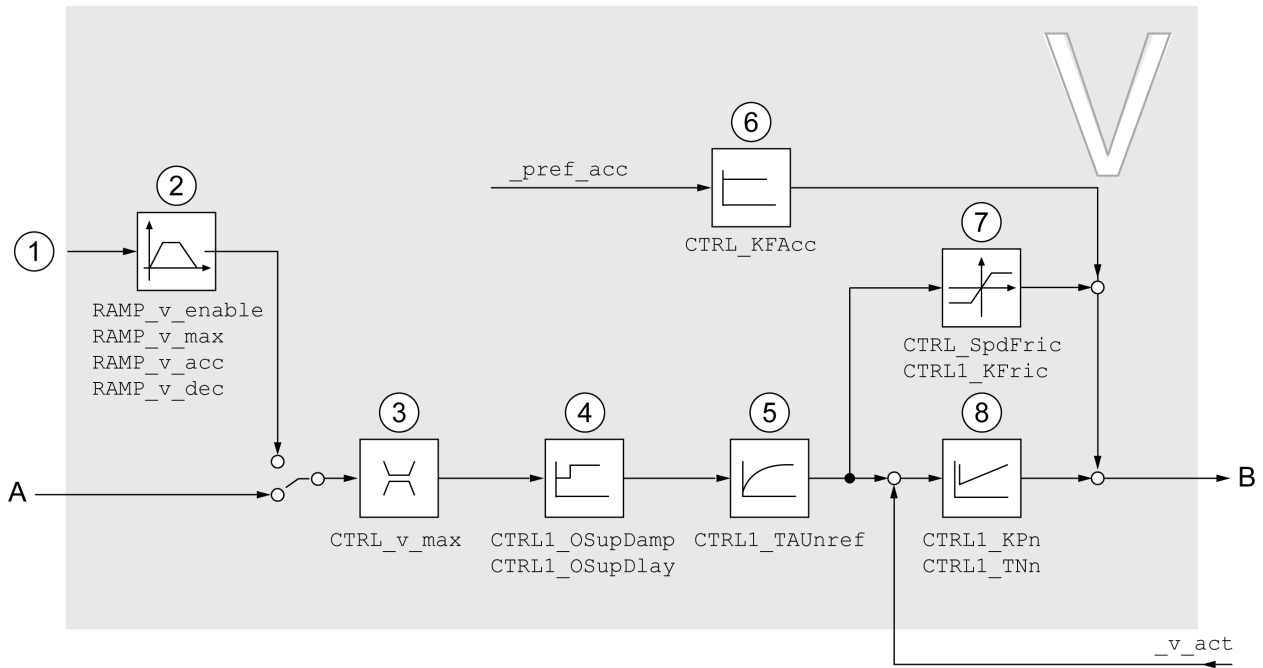 V
6
_pref_acc
2
7
CTRL_KFAcc
1
RAMP_v_enable
RAMP_v_max
RAMP_v_acc
RAMP_v_dec
CTRL_SpdFric
CTRL1_KFric
3
4
5
8
A
B
CTRL_v_max
CTRL1_OSupDamp
CTRL1_OSupDlay
CTRL1_TAUnref
CTRL1_KPn
CTRL1_TNn
_v_act